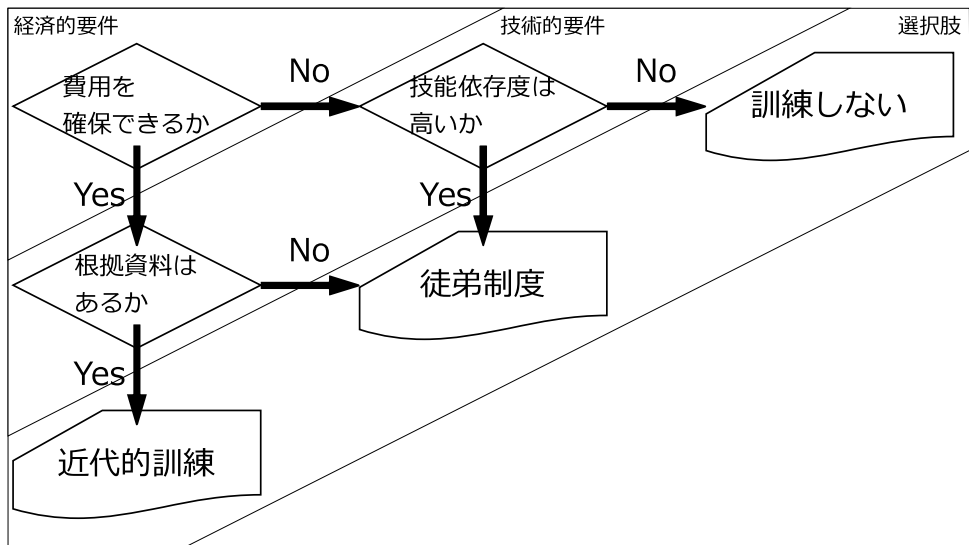 経済的要件
技術的要件
選択肢
費用を
確保できるか
No
技能依存度は
高いか
No
訓練しない
Yes
Yes
根拠資料は
あるか
No
徒弟制度
Yes
近代的訓練